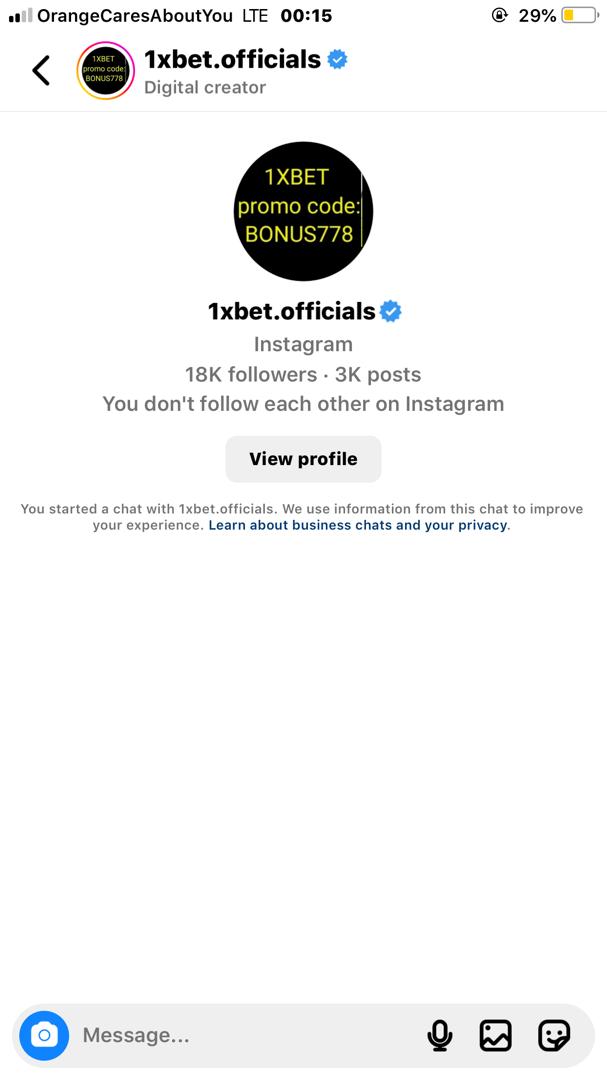 OrangeCaresAboutYou LTE 00:15 29%
1XBET
promo code:
BONUS778
1xbet.officials
Digital creator
1XBET
promo code:
BONUS778
1xbet.officials
Instagram
18K followers · 3K posts
You don't follow each other on Instagram
View profile
You started a chat with 1xbet.officials. We use information from this chat to improve
your experience. Learn about business chats and your privacy.
Message...